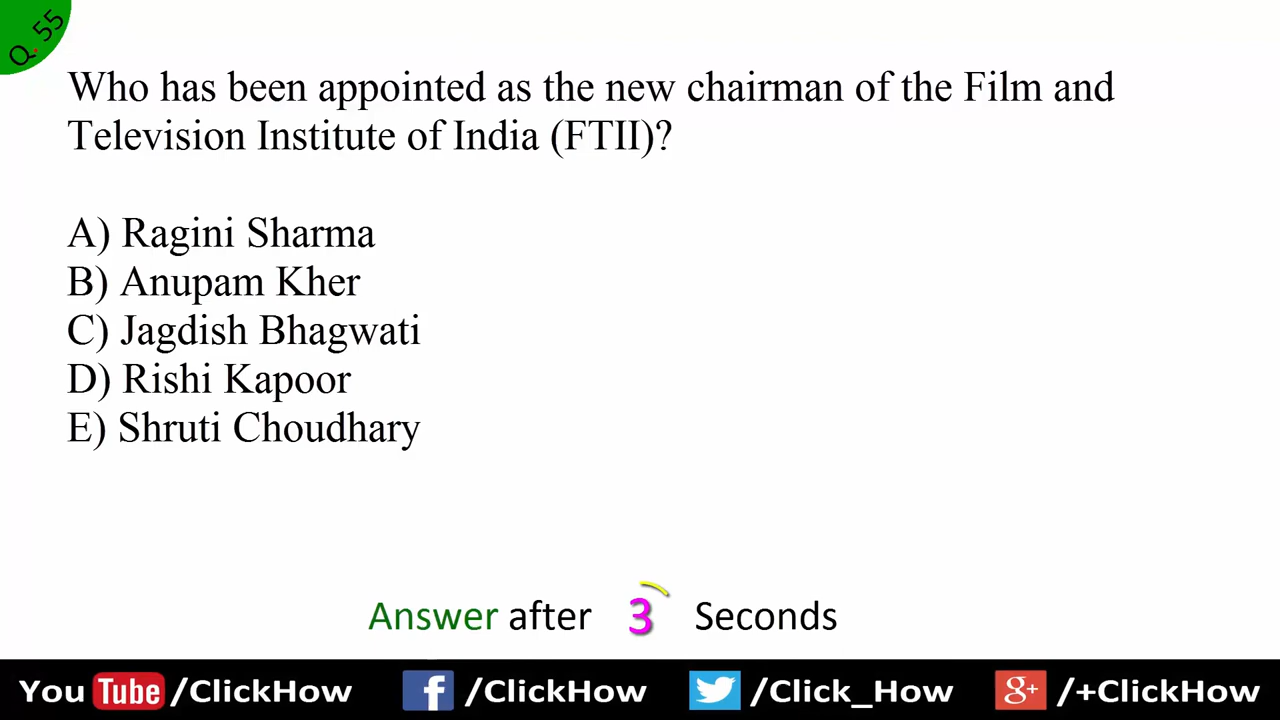 Q. 55
Who has been appointed as the new chairman of the Film and
Television Institute of India (FTII)?
A) Ragini Sharma
B) Anupam Kher
C) Jagdish Bhagwati
D) Rishi Kapoor
E) Shruti Choudhary
Answer after 3 Seconds
You Tube /ClickHow f /ClickHow /Click_How g+ /+ClickHow